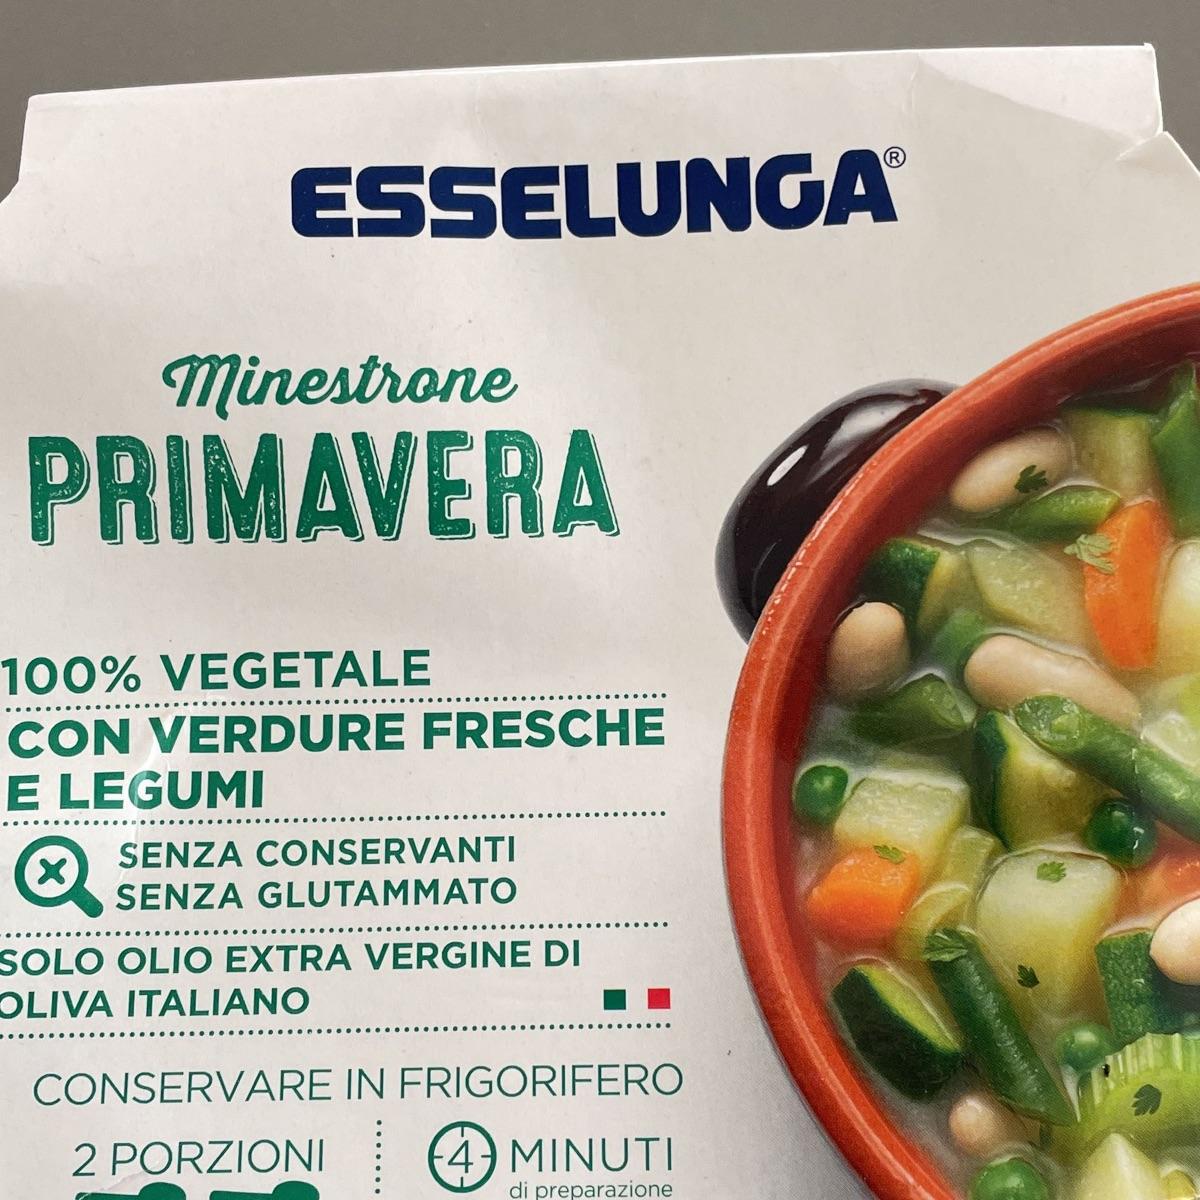 ESSELUNGA®
Minestrone
PRIMAVERA
100% VEGETALE
CON VERDURE FRESCHE
E LEGUMI
SENZA CONSERVANTI
SENZA GLUTAMMATO
SOLO OLIO EXTRA VERGINE DI
OLIVA ITALIANO
CONSERVARE IN FRIGORIFERO
2 PORZIONI
4 MINUTI
di preparazione